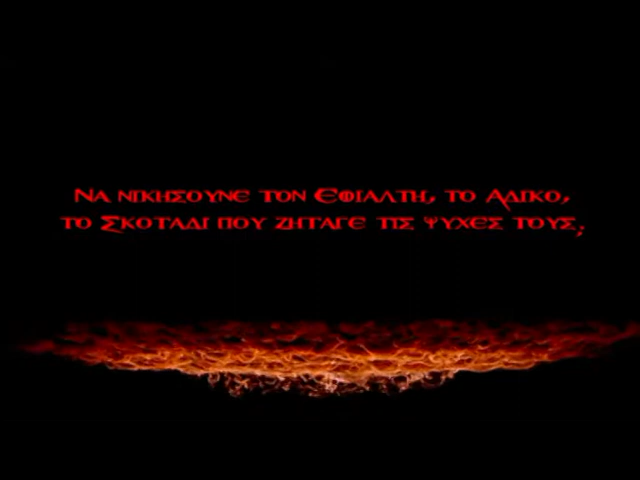 Να νικησουνε τον Εφιαλτη, το Αδικο,
το Σκοταδι που ζηταγε τις ψυχες τους;